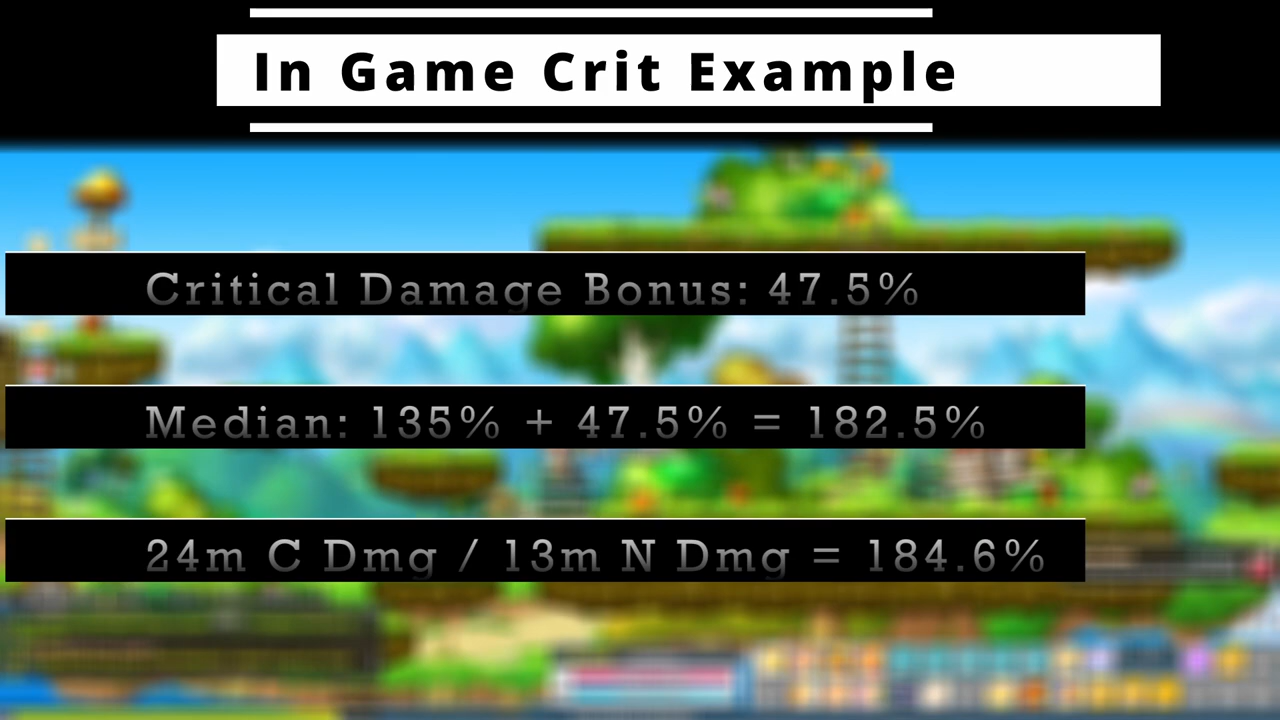 In Game Crit Example
Critical Damage Bonus: 47.5%
Median: 135% + 47.5% = 182.5%
24m C Dmg / 13m N Dmg = 184.6%